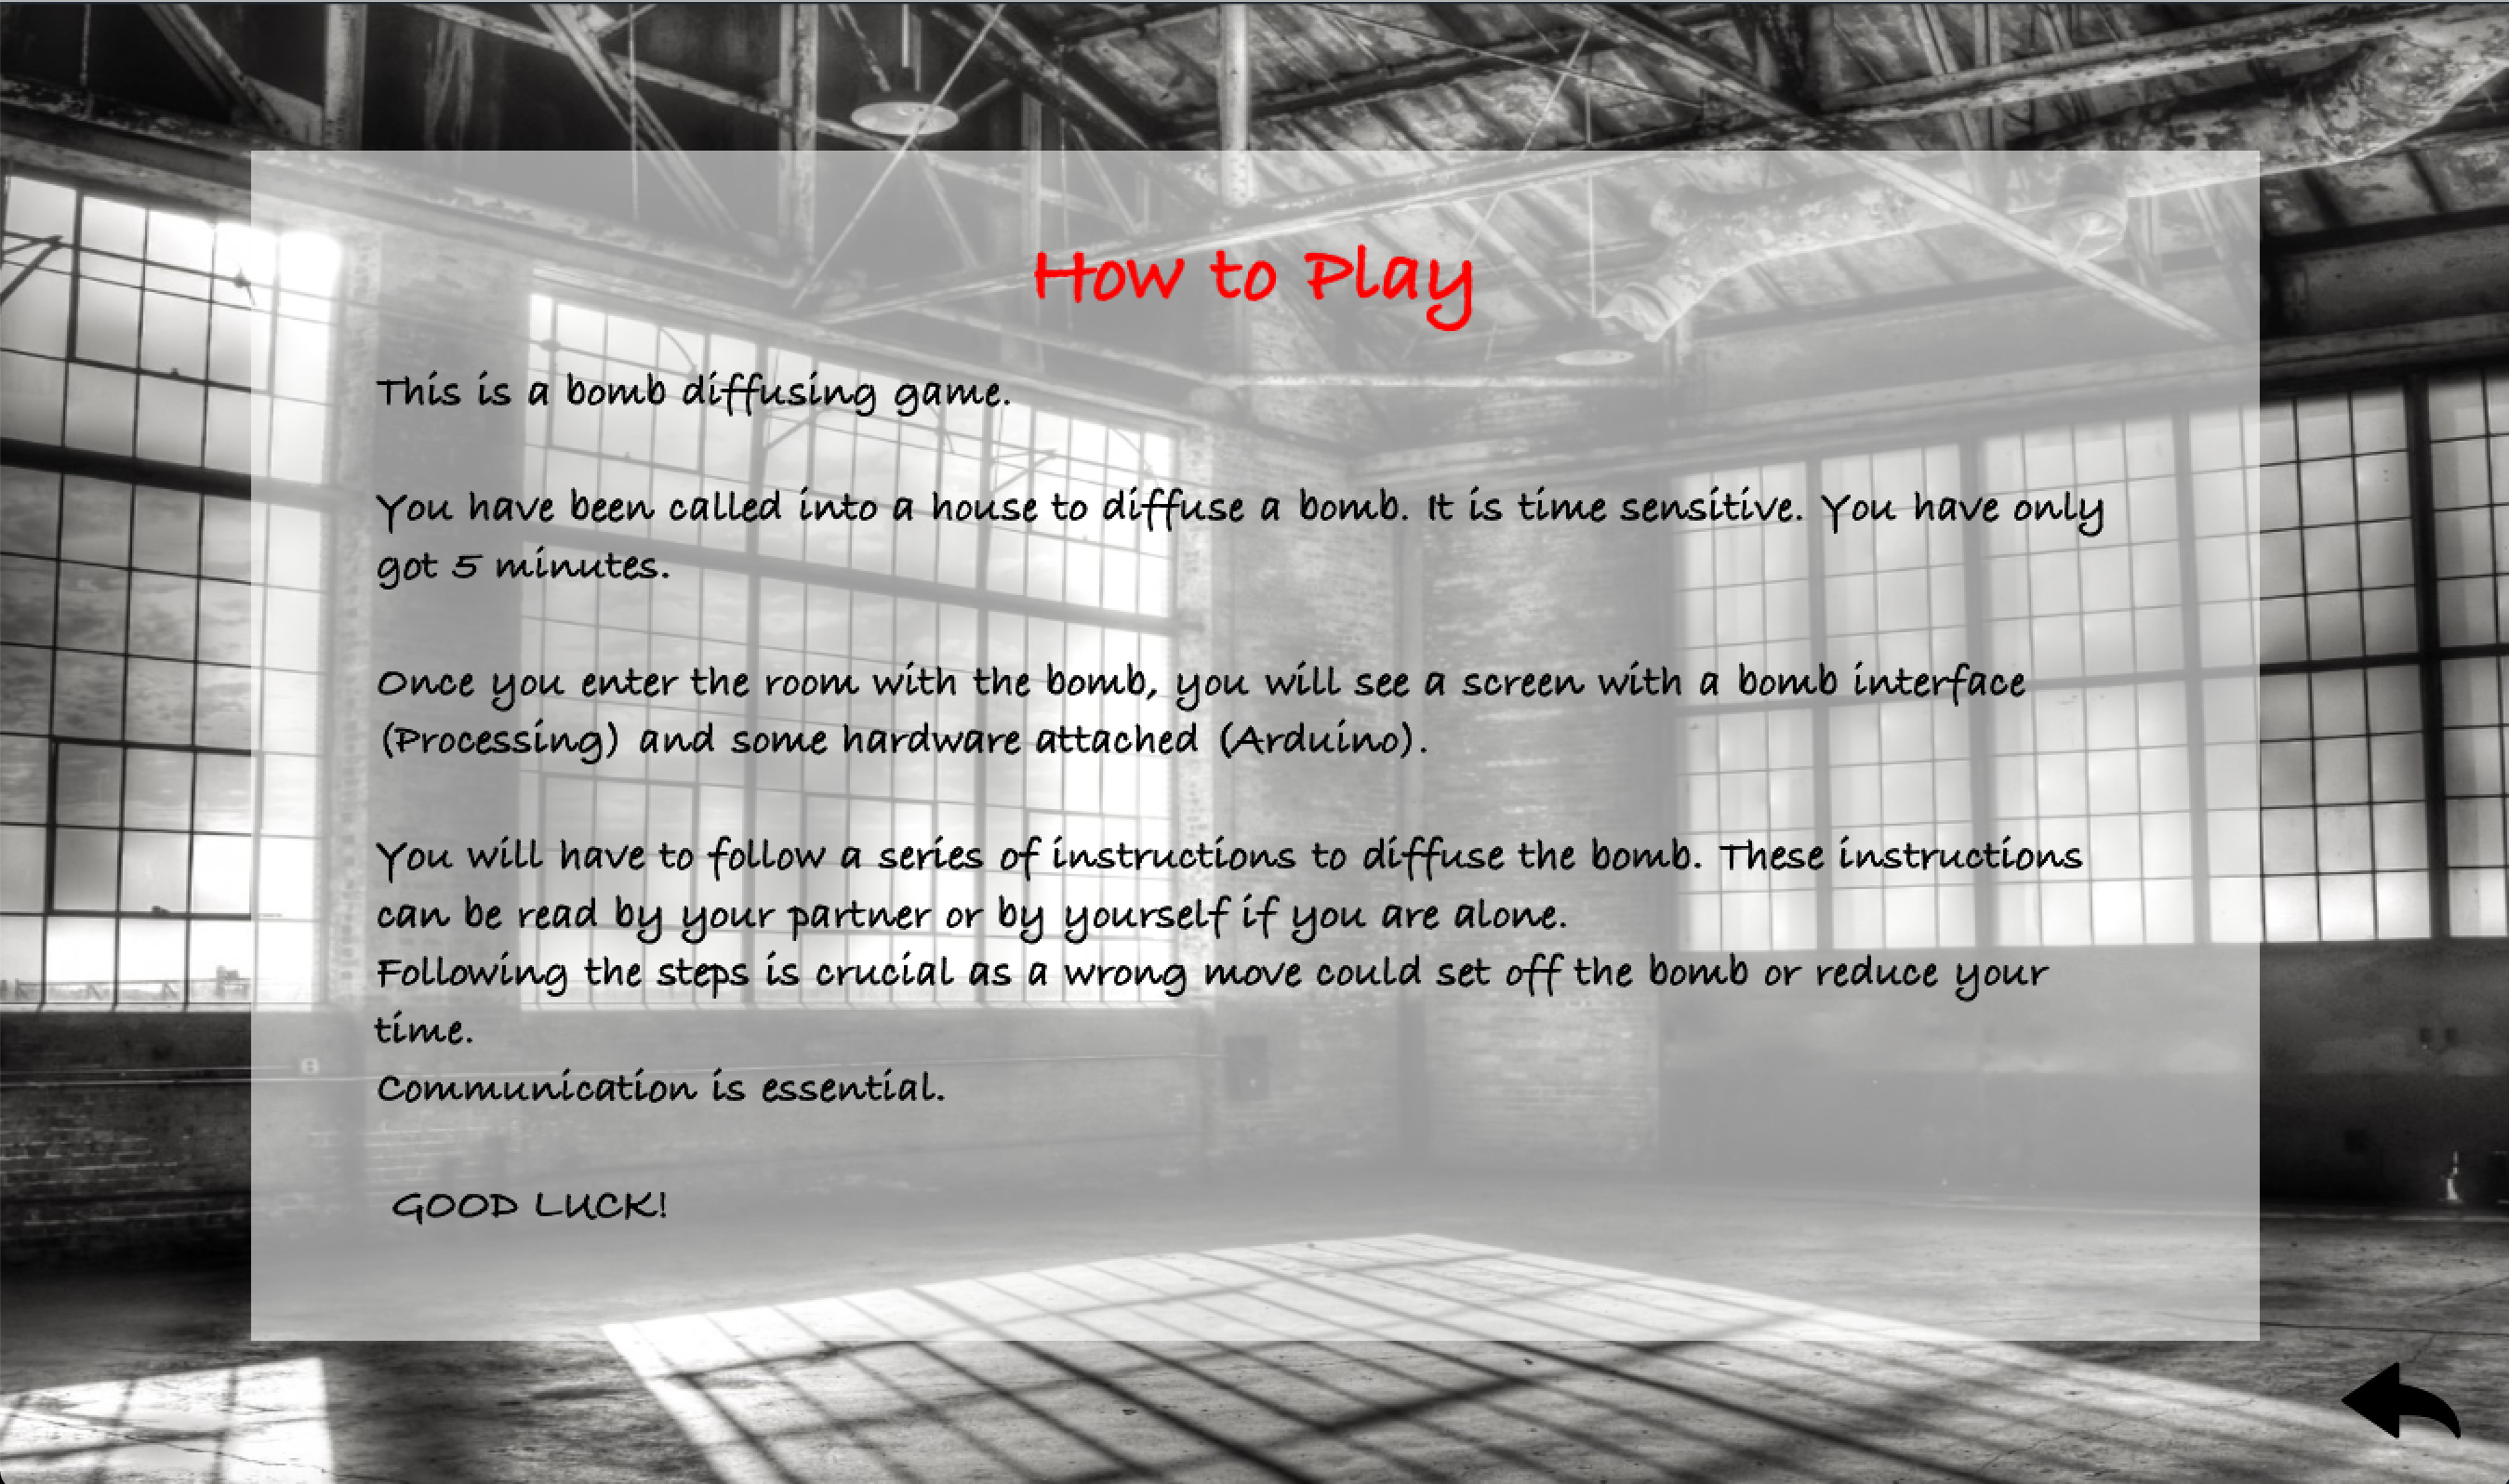 How to Play
This is a bomb diffusing game.
You have been called into a house to diffuse a bomb. It is time sensitive. You have only
got 5 minutes.
Once you enter the room with the bomb, you will see a screen with a bomb interface
(Processing) and some hardware attached (Arduino).
You will have to follow a series of instructions to diffuse the bomb. These instructions
can be read by your partner or by yourself if you are alone.
Following the steps is crucial as a wrong move could set off the bomb or reduce your
time.
Communication is essential.
GOOD LUCK!